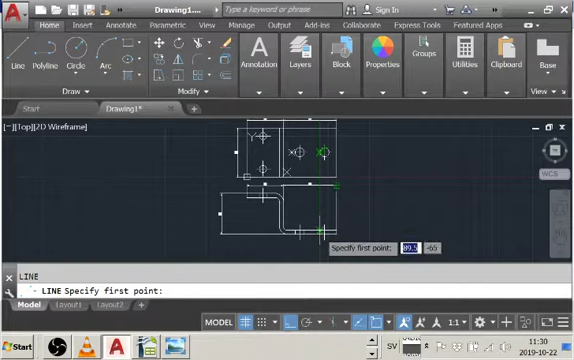 Drawing1....
Type a keyword or phrase
Sign In
Home Insert Annotate Parametric View Manage Output Add-ins Collaborate Express Tools Featured Apps
Line Polyline Circle Arc Annotation Layers Block Properties Groups Utilities Base
Draw Modify
Start Drawing1*
[−][Top][2D Wireframe]
WCS
Y
X
Specify first point: 89.5 -65
LINE
LINE Specify first point:
Model Layout1 Layout2 +
MODEL 1:1
Start SV 11:30
2019-10-22